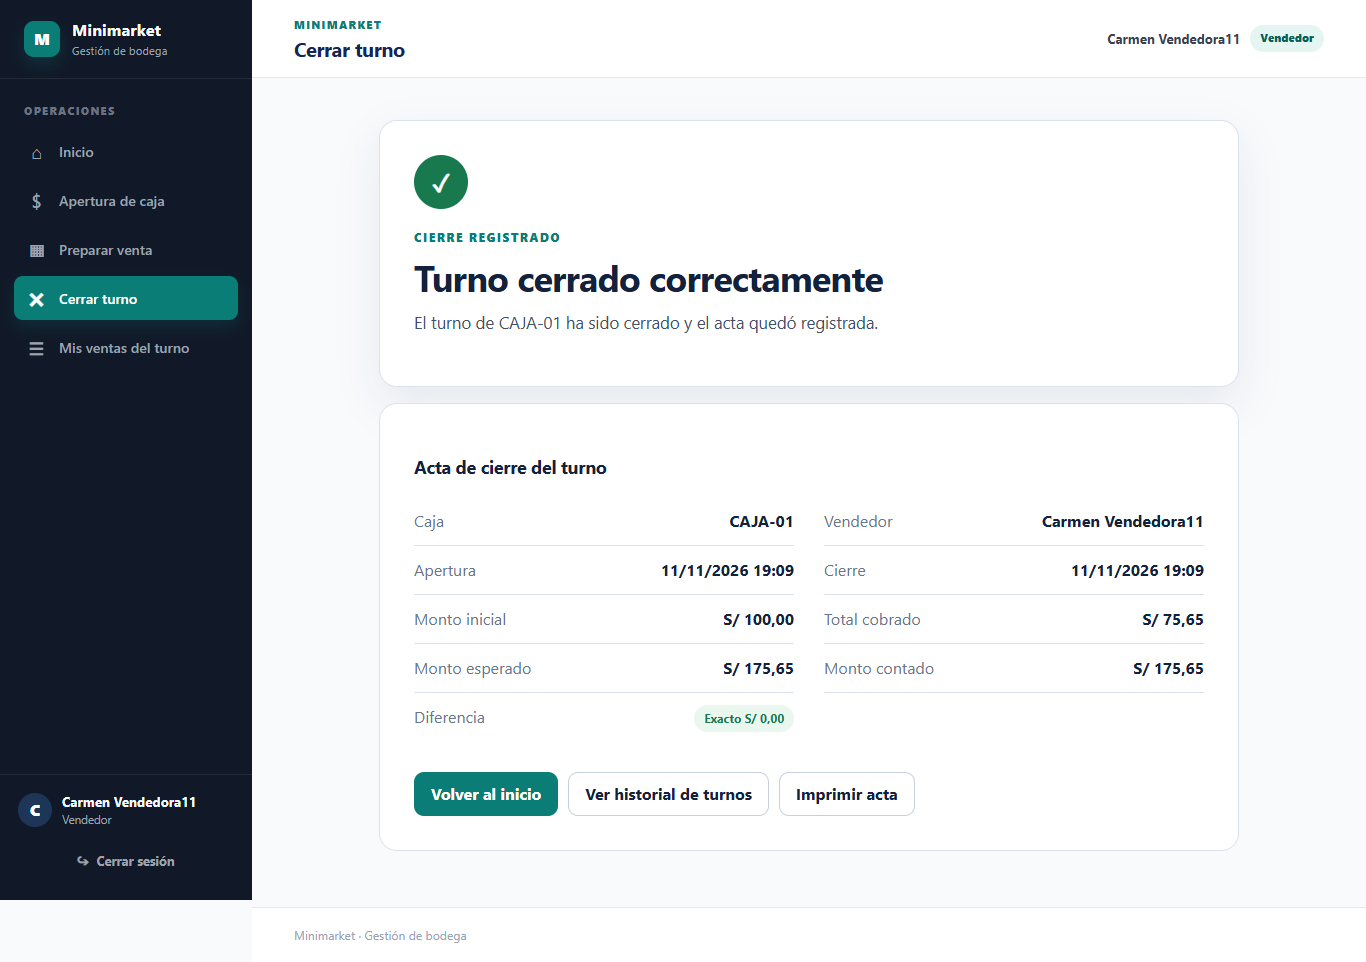 M
Minimarket
Gestión de bodega
OPERACIONES
Inicio
$ Apertura de caja
Preparar venta
Cerrar turno
Mis ventas del turno
C
Carmen Vendedora11
Vendedor
Cerrar sesión
MINIMARKET
Cerrar turno
Carmen Vendedora11 Vendedor
CIERRE REGISTRADO
Turno cerrado correctamente
El turno de CAJA-01 ha sido cerrado y el acta quedó registrada.
Acta de cierre del turno
Caja CAJA-01 Vendedor Carmen Vendedora11
Apertura 11/11/2026 19:09 Cierre 11/11/2026 19:09
Monto inicial S/ 100,00 Total cobrado S/ 75,65
Monto esperado S/ 175,65 Monto contado S/ 175,65
Diferencia Exacto S/ 0,00
Volver al inicio Ver historial de turnos Imprimir acta
Minimarket · Gestión de bodega